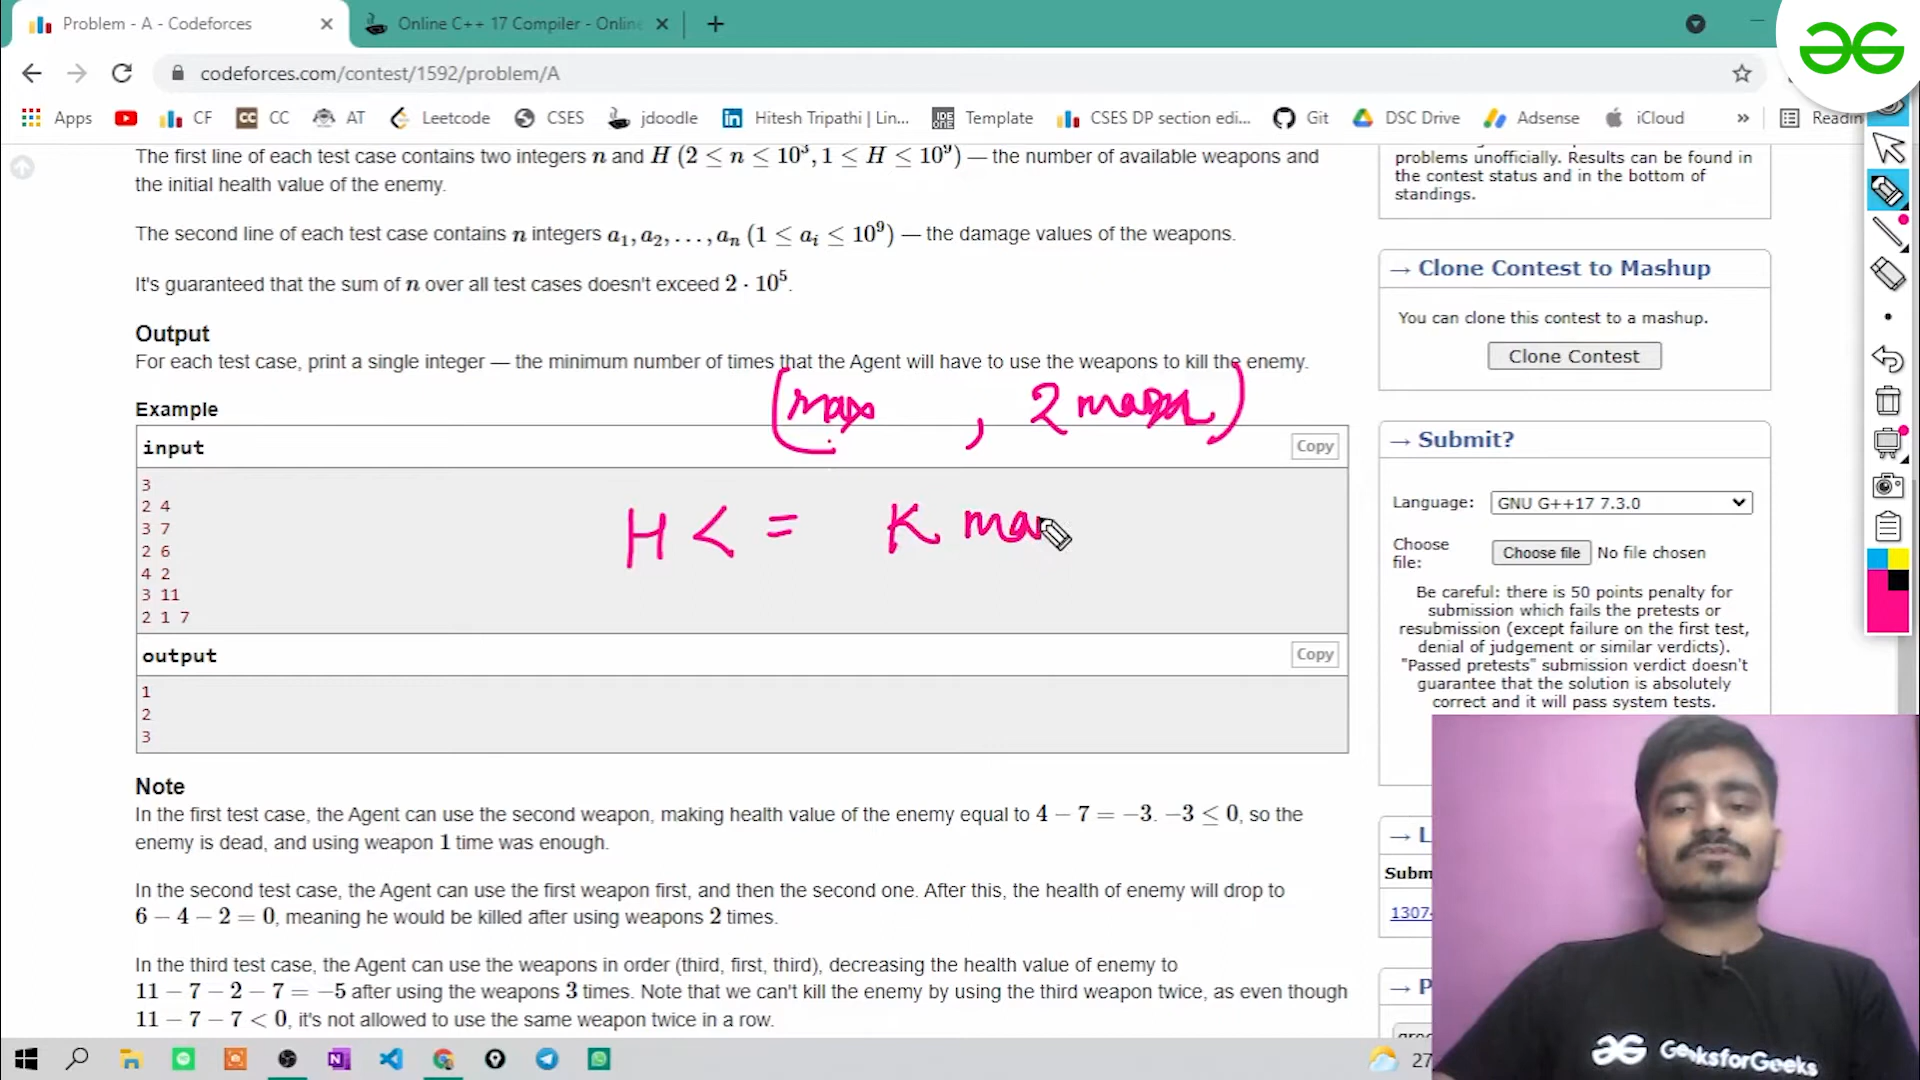 Problem - A - Codeforces
Online C++ 17 Compiler - Online
codeforces.com/contest/1592/problem/A
Apps CF CC AT Leetcode CSES jdoodle Hitesh Tripathi | Lin... Template CSES DP section edi... Git DSC Drive Adsense iCloud » Readin
The first line of each test case contains two integers n and H (2 ≤ n ≤ 10³, 1 ≤ H ≤ 10⁹) — the number of available weapons and
the initial health value of the enemy.
The second line of each test case contains n integers a₁, a₂, ..., aₙ (1 ≤ aᵢ ≤ 10⁹) — the damage values of the weapons.
It's guaranteed that the sum of n over all test cases doesn't exceed 2 · 10⁵.
Output
For each test case, print a single integer — the minimum number of times that the Agent will have to use the weapons to kill the enemy.
(max , 2 max)
Example
input
Copy
3
2 4
3 7
2 6
4 2
3 11
2 1 7
H <= K ma
output
Copy
1
2
3
Note
In the first test case, the Agent can use the second weapon, making health value of the enemy equal to 4 − 7 = −3. −3 ≤ 0, so the
enemy is dead, and using weapon 1 time was enough.
In the second test case, the Agent can use the first weapon first, and then the second one. After this, the health of enemy will drop to
6 − 4 − 2 = 0, meaning he would be killed after using weapons 2 times.
In the third test case, the Agent can use the weapons in order (third, first, third), decreasing the health value of enemy to
11 − 7 − 2 − 7 = −5 after using the weapons 3 times. Note that we can't kill the enemy by using the third weapon twice, as even though
11 − 7 − 7 < 0, it's not allowed to use the same weapon twice in a row.
problems unofficially. Results can be found in
the contest status and in the bottom of
standings.
→ Clone Contest to Mashup
You can clone this contest to a mashup.
Clone Contest
→ Submit?
Language: GNU G++17 7.3.0
Choose
file:
Choose file No file chosen
Be careful: there is 50 points penalty for
submission which fails the pretests or
resubmission (except failure on the first test,
denial of judgement or similar verdicts).
"Passed pretests" submission verdict doesn't
guarantee that the solution is absolutely
correct and it will pass system tests.
→ L
Subm
1307
→ P
27
GeeksforGeeks